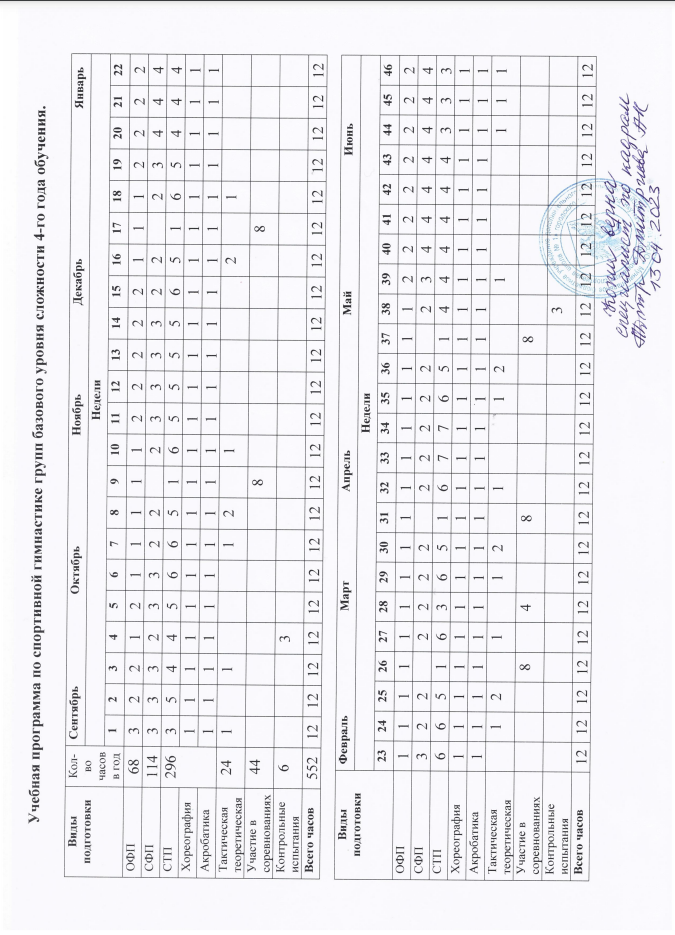 Учебная программа по спортивной гимнастике групп базового уровня сложности 4-го года обучения.
Виды подготовки Кол-во часов в год Сентябрь Октябрь Ноябрь Декабрь Январь
Недели
1 2 3 4 5 6 7 8 9 10 11 12 13 14 15 16 17 18 19 20 21 22
ОФП 68 3 2 2 1 2 1 1 1 1 1 2 2 2 2 2 1 1 1 2 2 2 2
СФП 114 3 3 3 2 3 3 2 2 2 3 3 3 3 2 2 2 3 4 4 4
СТП 296 3 5 4 4 5 6 6 5 1 6 5 5 5 5 6 5 1 6 5 4 4 4
Хореография 1 1 1 1 1 1 1 1 1 1 1 1 1 1 1 1 1 1 1 1 1 1
Акробатика 1 1 1 1 1 1 1 1 1 1 1 1 1 1 1 1 1 1 1 1 1 1
Тактическая теоретическая 24 1 1 1 2 1 2 1
Участие в соревнованиях 44 8 8
Контрольные испытания 6 3
Всего часов 552 12 12 12 12 12 12 12 12 12 12 12 12 12 12 12 12 12 12 12 12 12 12
Виды подготовки Февраль Март Апрель Май Июнь
Недели
23 24 25 26 27 28 29 30 31 32 33 34 35 36 37 38 39 40 41 42 43 44 45 46
ОФП 1 1 1 1 1 1 1 1 1 1 1 1 1 1 1 1 2 2 2 2 2 2 2 2
СФП 3 2 2 2 2 2 2 2 2 2 2 2 2 3 4 4 4 4 4 4 4
СТП 6 6 5 1 6 3 6 5 1 6 7 7 6 5 1 4 4 4 4 4 4 3 3 3
Хореография 1 1 1 1 1 1 1 1 1 1 1 1 1 1 1 1 1 1 1 1 1 1 1 1
Акробатика 1 1 1 1 1 1 1 1 1 1 1 1 1 1 1 1 1 1 1 1 1 1 1 1
Тактическая теоретическая 1 2 1 1 2 1 1 2 1 1 1 1
Участие в соревнованиях 8 4 8 8
Контрольные испытания 3
Всего часов 12 12 12 12 12 12 12 12 12 12 12 12 12 12 12 12 12 12 12 12 12 12 12 12
Копия верна
специалист по кадрам
Дмитриева АК
13.04.2023